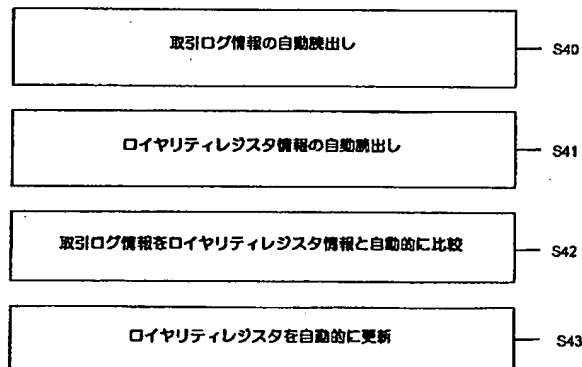 取引ログ情報の自動読出し
S40
ロイヤリティレジスタ情報の自動読出し
S41
取引ログ情報をロイヤリティレジスタ情報と自動的に比較
S42
ロイヤリティレジスタを自動的に更新
S43